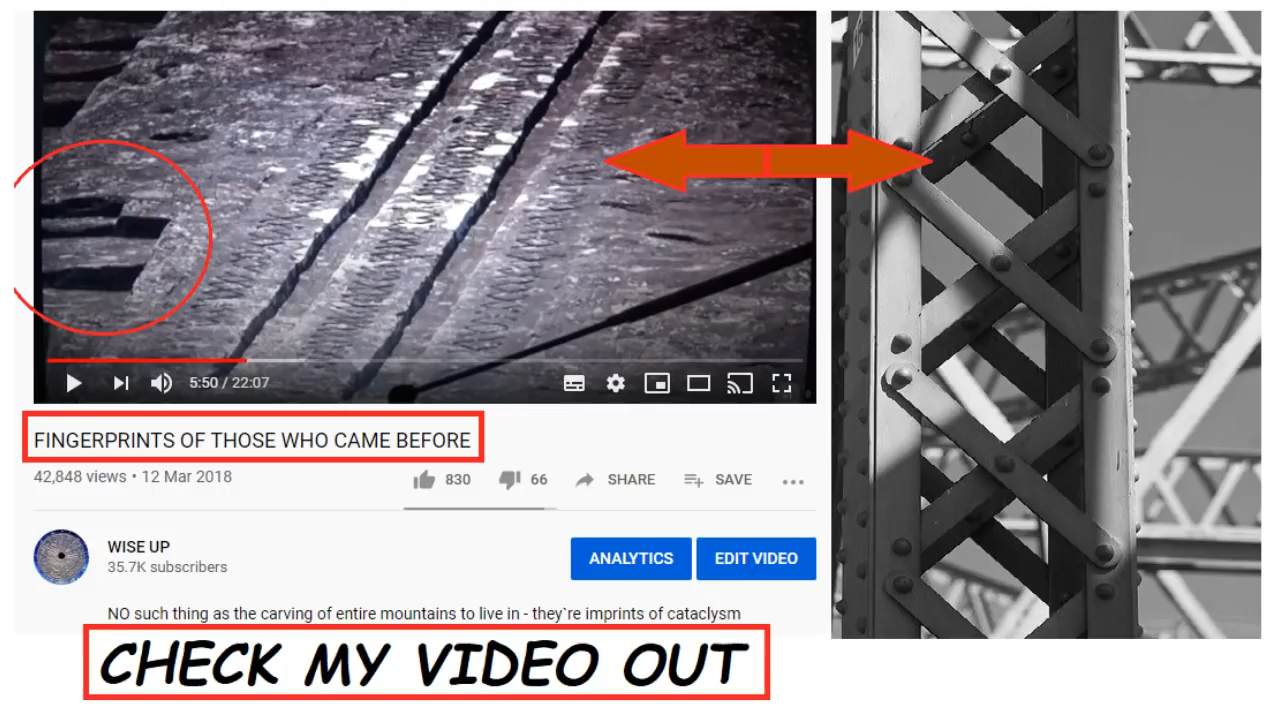 5:50 / 22:07
FINGERPRINTS OF THOSE WHO CAME BEFORE
42,848 views • 12 Mar 2018
830 66 SHARE SAVE
WISE UP
35.7K subscribers
ANALYTICS EDIT VIDEO
NO such thing as the carving of entire mountains to live in - they`re imprints of cataclysm
CHECK MY VIDEO OUT